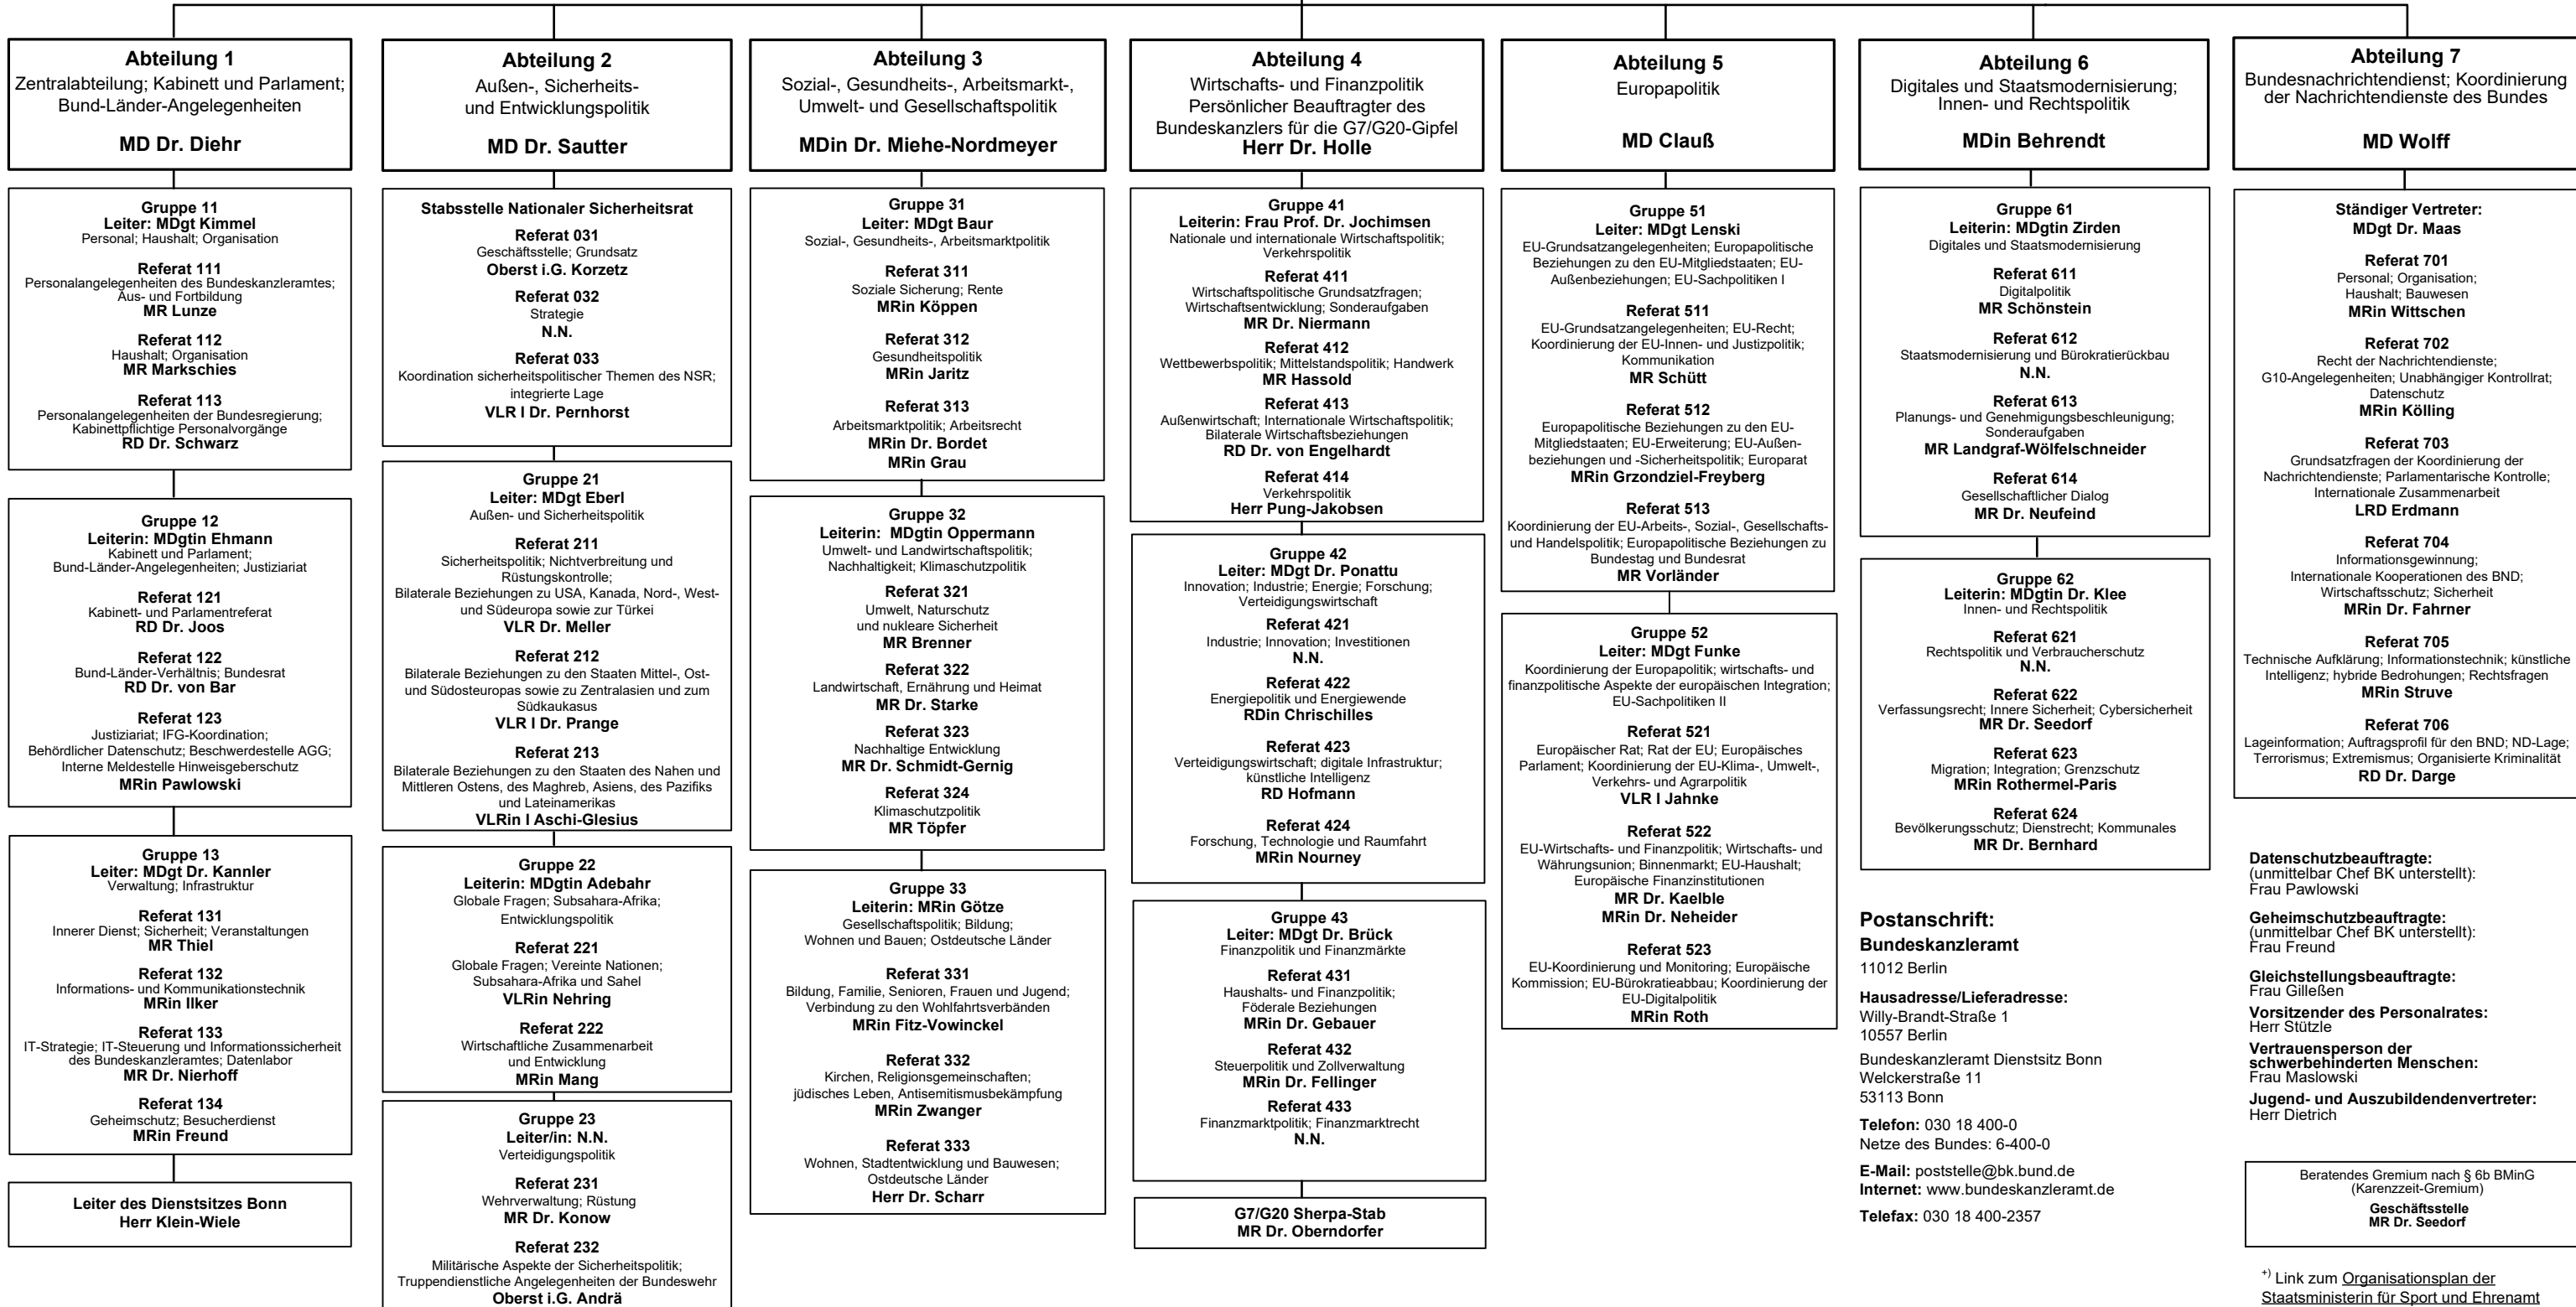 Abteilung 1
Zentralabteilung; Kabinett und Parlament;
Bund-Länder-Angelegenheiten
MD Dr. Diehr
Gruppe 11
Leiter: MDgt Kimmel
Personal; Haushalt; Organisation
Referat 111
Personalangelegenheiten des Bundeskanzleramtes;
Aus- und Fortbildung
MR Lunze
Referat 112
Haushalt; Organisation
MR Markschies
Referat 113
Personalangelegenheiten der Bundesregierung;
Kabinettpflichtige Personalvorgänge
RD Dr. Schwarz
Gruppe 12
Leiterin: MDgtin Ehmann
Kabinett und Parlament;
Bund-Länder-Angelegenheiten; Justiziariat
Referat 121
Kabinett- und Parlamentreferat
RD Dr. Joos
Referat 122
Bund-Länder-Verhältnis; Bundesrat
RD Dr. von Bar
Referat 123
Justiziariat; IFG-Koordination;
Behördlicher Datenschutz; Beschwerdestelle AGG;
Interne Meldestelle Hinweisgeberschutz
MRin Pawlowski
Gruppe 13
Leiter: MDgt Dr. Kannler
Verwaltung; Infrastruktur
Referat 131
Innerer Dienst; Sicherheit; Veranstaltungen
MR Thiel
Referat 132
Informations- und Kommunikationstechnik
MRin Ilker
Referat 133
IT-Strategie; IT-Steuerung und Informationssicherheit
des Bundeskanzleramtes; Datenlabor
MR Dr. Nierhoff
Referat 134
Geheimschutz; Besucherdienst
MRin Freund
Leiter des Dienstsitzes Bonn
Herr Klein-Wiele
Abteilung 2
Außen-, Sicherheits-
und Entwicklungspolitik
MD Dr. Sautter
Stabsstelle Nationaler Sicherheitsrat
Referat 031
Geschäftsstelle; Grundsatz
Oberst i.G. Korzetz
Referat 032
Strategie
N.N.
Referat 033
Koordination sicherheitspolitischer Themen des NSR;
integrierte Lage
VLR I Dr. Pernhorst
Gruppe 21
Leiter: MDgt Eberl
Außen- und Sicherheitspolitik
Referat 211
Sicherheitspolitik; Nichtverbreitung und
Rüstungskontrolle;
Bilaterale Beziehungen zu USA, Kanada, Nord-, West-
und Südeuropa sowie zur Türkei
VLR Dr. Meller
Referat 212
Bilaterale Beziehungen zu den Staaten Mittel-, Ost-
und Südosteuropas sowie zu Zentralasien und zum
Südkaukasus
VLR I Dr. Prange
Referat 213
Bilaterale Beziehungen zu den Staaten des Nahen und
Mittleren Ostens, des Maghreb, Asiens, des Pazifiks
und Lateinamerikas
VLRin I Aschi-Glesius
Gruppe 22
Leiterin: MDgtin Adebahr
Globale Fragen; Subsahara-Afrika;
Entwicklungspolitik
Referat 221
Globale Fragen; Vereinte Nationen;
Subsahara-Afrika und Sahel
VLRin Nehring
Referat 222
Wirtschaftliche Zusammenarbeit
und Entwicklung
MRin Mang
Gruppe 23
Leiter/in: N.N.
Verteidigungspolitik
Referat 231
Wehrverwaltung; Rüstung
MR Dr. Konow
Referat 232
Militärische Aspekte der Sicherheitspolitik;
Truppendienstliche Angelegenheiten der Bundeswehr
Oberst i.G. Andrä
Abteilung 3
Sozial-, Gesundheits-, Arbeitsmarkt-,
Umwelt- und Gesellschaftspolitik
MDin Dr. Miehe-Nordmeyer
Gruppe 31
Leiter: MDgt Baur
Sozial-, Gesundheits-, Arbeitsmarktpolitik
Referat 311
Soziale Sicherung; Rente
MRin Köppen
Referat 312
Gesundheitspolitik
MRin Jaritz
Referat 313
Arbeitsmarktpolitik; Arbeitsrecht
MRin Dr. Bordet
MRin Grau
Gruppe 32
Leiterin: MDgtin Oppermann
Umwelt- und Landwirtschaftspolitik;
Nachhaltigkeit; Klimaschutzpolitik
Referat 321
Umwelt, Naturschutz
und nukleare Sicherheit
MR Brenner
Referat 322
Landwirtschaft, Ernährung und Heimat
MR Dr. Starke
Referat 323
Nachhaltige Entwicklung
MR Dr. Schmidt-Gernig
Referat 324
Klimaschutzpolitik
MR Töpfer
Gruppe 33
Leiterin: MRin Götze
Gesellschaftspolitik; Bildung;
Wohnen und Bauen; Ostdeutsche Länder
Referat 331
Bildung, Familie, Senioren, Frauen und Jugend;
Verbindung zu den Wohlfahrtsverbänden
MRin Fitz-Vowinckel
Referat 332
Kirchen, Religionsgemeinschaften;
jüdisches Leben, Antisemitismusbekämpfung
MRin Zwanger
Referat 333
Wohnen, Stadtentwicklung und Bauwesen;
Ostdeutsche Länder
Herr Dr. Scharr
Abteilung 4
Wirtschafts- und Finanzpolitik
Persönlicher Beauftragter des
Bundeskanzlers für die G7/G20-Gipfel
Herr Dr. Holle
Gruppe 41
Leiterin: Frau Prof. Dr. Jochimsen
Nationale und internationale Wirtschaftspolitik;
Verkehrspolitik
Referat 411
Wirtschaftspolitische Grundsatzfragen;
Wirtschaftsentwicklung; Sonderaufgaben
MR Dr. Niermann
Referat 412
Wettbewerbspolitik; Mittelstandspolitik; Handwerk
MR Hassold
Referat 413
Außenwirtschaft; Internationale Wirtschaftspolitik;
Bilaterale Wirtschaftsbeziehungen
RD Dr. von Engelhardt
Referat 414
Verkehrspolitik
Herr Pung-Jakobsen
Gruppe 42
Leiter: MDgt Dr. Ponattu
Innovation; Industrie; Energie; Forschung;
Verteidigungswirtschaft
Referat 421
Industrie; Innovation; Investitionen
N.N.
Referat 422
Energiepolitik und Energiewende
RDin Chrischilles
Referat 423
Verteidigungswirtschaft; digitale Infrastruktur;
künstliche Intelligenz
RD Hofmann
Referat 424
Forschung, Technologie und Raumfahrt
MRin Nourney
Gruppe 43
Leiter: MDgt Dr. Brück
Finanzpolitik und Finanzmärkte
Referat 431
Haushalts- und Finanzpolitik;
Föderale Beziehungen
MRin Dr. Gebauer
Referat 432
Steuerpolitik und Zollverwaltung
MRin Dr. Fellinger
Referat 433
Finanzmarktpolitik; Finanzmarktrecht
N.N.
G7/G20 Sherpa-Stab
MR Dr. Oberndorfer
Abteilung 5
Europapolitik
MD Clauß
Gruppe 51
Leiter: MDgt Lenski
EU-Grundsatzangelegenheiten; Europapolitische
Beziehungen zu den EU-Mitgliedstaaten; EU-
Außenbeziehungen; EU-Sachpolitiken I
Referat 511
EU-Grundsatzangelegenheiten; EU-Recht;
Koordinierung der EU-Innen- und Justizpolitik;
Kommunikation
MR Schütt
Referat 512
Europapolitische Beziehungen zu den EU-
Mitgliedstaaten; EU-Erweiterung; EU-Außen-
beziehungen und -Sicherheitspolitik; Europarat
MRin Grzondziel-Freyberg
Referat 513
Koordinierung der EU-Arbeits-, Sozial-, Gesellschafts-
und Handelspolitik; Europapolitische Beziehungen zu
Bundestag und Bundesrat
MR Vorländer
Gruppe 52
Leiter: MDgt Funke
Koordinierung der Europapolitik; wirtschafts- und
finanzpolitische Aspekte der europäischen Integration;
EU-Sachpolitiken II
Referat 521
Europäischer Rat; Rat der EU; Europäisches
Parlament; Koordinierung der EU-Klima-, Umwelt-,
Verkehrs- und Agrarpolitik
VLR I Jahnke
Referat 522
EU-Wirtschafts- und Finanzpolitik; Wirtschafts- und
Währungsunion; Binnenmarkt; EU-Haushalt;
Europäische Finanzinstitutionen
MR Dr. Kaelble
MRin Dr. Neheider
Referat 523
EU-Koordinierung und Monitoring; Europäische
Kommission; EU-Bürokratieabbau; Koordinierung der
EU-Digitalpolitik
MRin Roth
Abteilung 6
Digitales und Staatsmodernisierung;
Innen- und Rechtspolitik
MDin Behrendt
Gruppe 61
Leiterin: MDgtin Zirden
Digitales und Staatsmodernisierung
Referat 611
Digitalpolitik
MR Schönstein
Referat 612
Staatsmodernisierung und Bürokratierückbau
N.N.
Referat 613
Planungs- und Genehmigungsbeschleunigung;
Sonderaufgaben
MR Landgraf-Wölfelschneider
Referat 614
Gesellschaftlicher Dialog
MR Dr. Neufeind
Gruppe 62
Leiterin: MDgtin Dr. Klee
Innen- und Rechtspolitik
Referat 621
Rechtspolitik und Verbraucherschutz
N.N.
Referat 622
Verfassungsrecht; Innere Sicherheit; Cybersicherheit
MR Dr. Seedorf
Referat 623
Migration; Integration; Grenzschutz
MRin Rothermel-Paris
Referat 624
Bevölkerungsschutz; Dienstrecht; Kommunales
MR Dr. Bernhard
Postanschrift:
Bundeskanzleramt
11012 Berlin
Hausadresse/Lieferadresse:
Willy-Brandt-Straße 1
10557 Berlin
Bundeskanzleramt Dienstsitz Bonn
Welckerstraße 11
53113 Bonn
Telefon: 030 18 400-0
Netze des Bundes: 6-400-0
E-Mail: poststelle@bk.bund.de
Internet: www.bundeskanzleramt.de
Telefax: 030 18 400-2357
Abteilung 7
Bundesnachrichtendienst; Koordinierung
der Nachrichtendienste des Bundes
MD Wolff
Ständiger Vertreter:
MDgt Dr. Maas
Referat 701
Personal; Organisation;
Haushalt; Bauwesen
MRin Wittschen
Referat 702
Recht der Nachrichtendienste;
G10-Angelegenheiten; Unabhängiger Kontrollrat;
Datenschutz
MRin Kölling
Referat 703
Grundsatzfragen der Koordinierung der
Nachrichtendienste; Parlamentarische Kontrolle;
Internationale Zusammenarbeit
LRD Erdmann
Referat 704
Informationsgewinnung;
Internationale Kooperationen des BND;
Wirtschaftsschutz; Sicherheit
MRin Dr. Fahrner
Referat 705
Technische Aufklärung; Informationstechnik; künstliche
Intelligenz; hybride Bedrohungen; Rechtsfragen
MRin Struve
Referat 706
Lageinformation; Auftragsprofil für den BND; ND-Lage;
Terrorismus; Extremismus; Organisierte Kriminalität
RD Dr. Darge
Datenschutzbeauftragte:
(unmittelbar Chef BK unterstellt):
Frau Pawlowski
Geheimschutzbeauftragte:
(unmittelbar Chef BK unterstellt):
Frau Freund
Gleichstellungsbeauftragte:
Frau Gilleßen
Vorsitzender des Personalrates:
Herr Stützle
Vertrauensperson der
schwerbehinderten Menschen:
Frau Maslowski
Jugend- und Auszubildendenvertreter:
Herr Dietrich
Beratendes Gremium nach § 6b BMinG
(Karenzzeit-Gremium)
Geschäftsstelle
MR Dr. Seedorf
+) Link zum Organisationsplan der
Staatsministerin für Sport und Ehrenamt